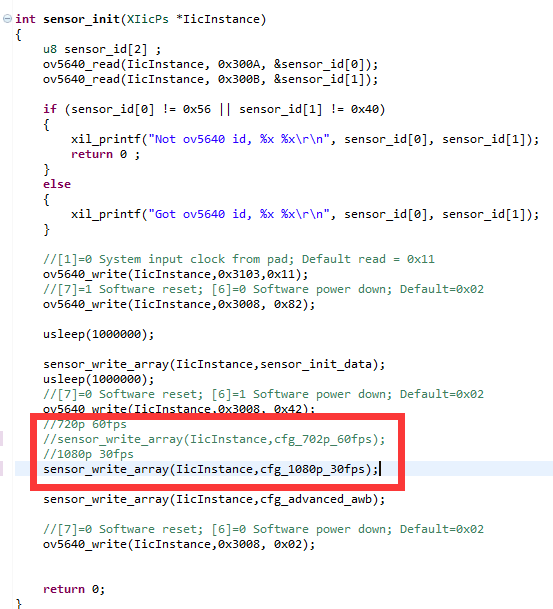 int sensor_init(XIicPs *IicInstance)
{
u8 sensor_id[2] ;
ov5640_read(IicInstance, 0x300A, &sensor_id[0]);
ov5640_read(IicInstance, 0x300B, &sensor_id[1]);
if (sensor_id[0] != 0x56 || sensor_id[1] != 0x40)
{
xil_printf("Not ov5640 id, %x %x\r\n", sensor_id[0], sensor_id[1]);
return 0 ;
}
else
{
xil_printf("Got ov5640 id, %x %x\r\n", sensor_id[0], sensor_id[1]);
}
//[1]=0 System input clock from pad; Default read = 0x11
ov5640_write(IicInstance,0x3103,0x11);
//[7]=1 Software reset; [6]=0 Software power down; Default=0x02
ov5640_write(IicInstance,0x3008, 0x82);
usleep(1000000);
sensor_write_array(IicInstance,sensor_init_data);
usleep(1000000);
//[7]=0 Software reset; [6]=1 Software power down; Default=0x02
ov5640_write(IicInstance,0x3008, 0x42);
//720p 60fps
//sensor_write_array(IicInstance,cfg_702p_60fps);
//1080p 30fps
sensor_write_array(IicInstance,cfg_1080p_30fps);
sensor_write_array(IicInstance,cfg_advanced_awb);
//[7]=0 Software reset; [6]=0 Software power down; Default=0x02
ov5640_write(IicInstance,0x3008, 0x02);
return 0;
}